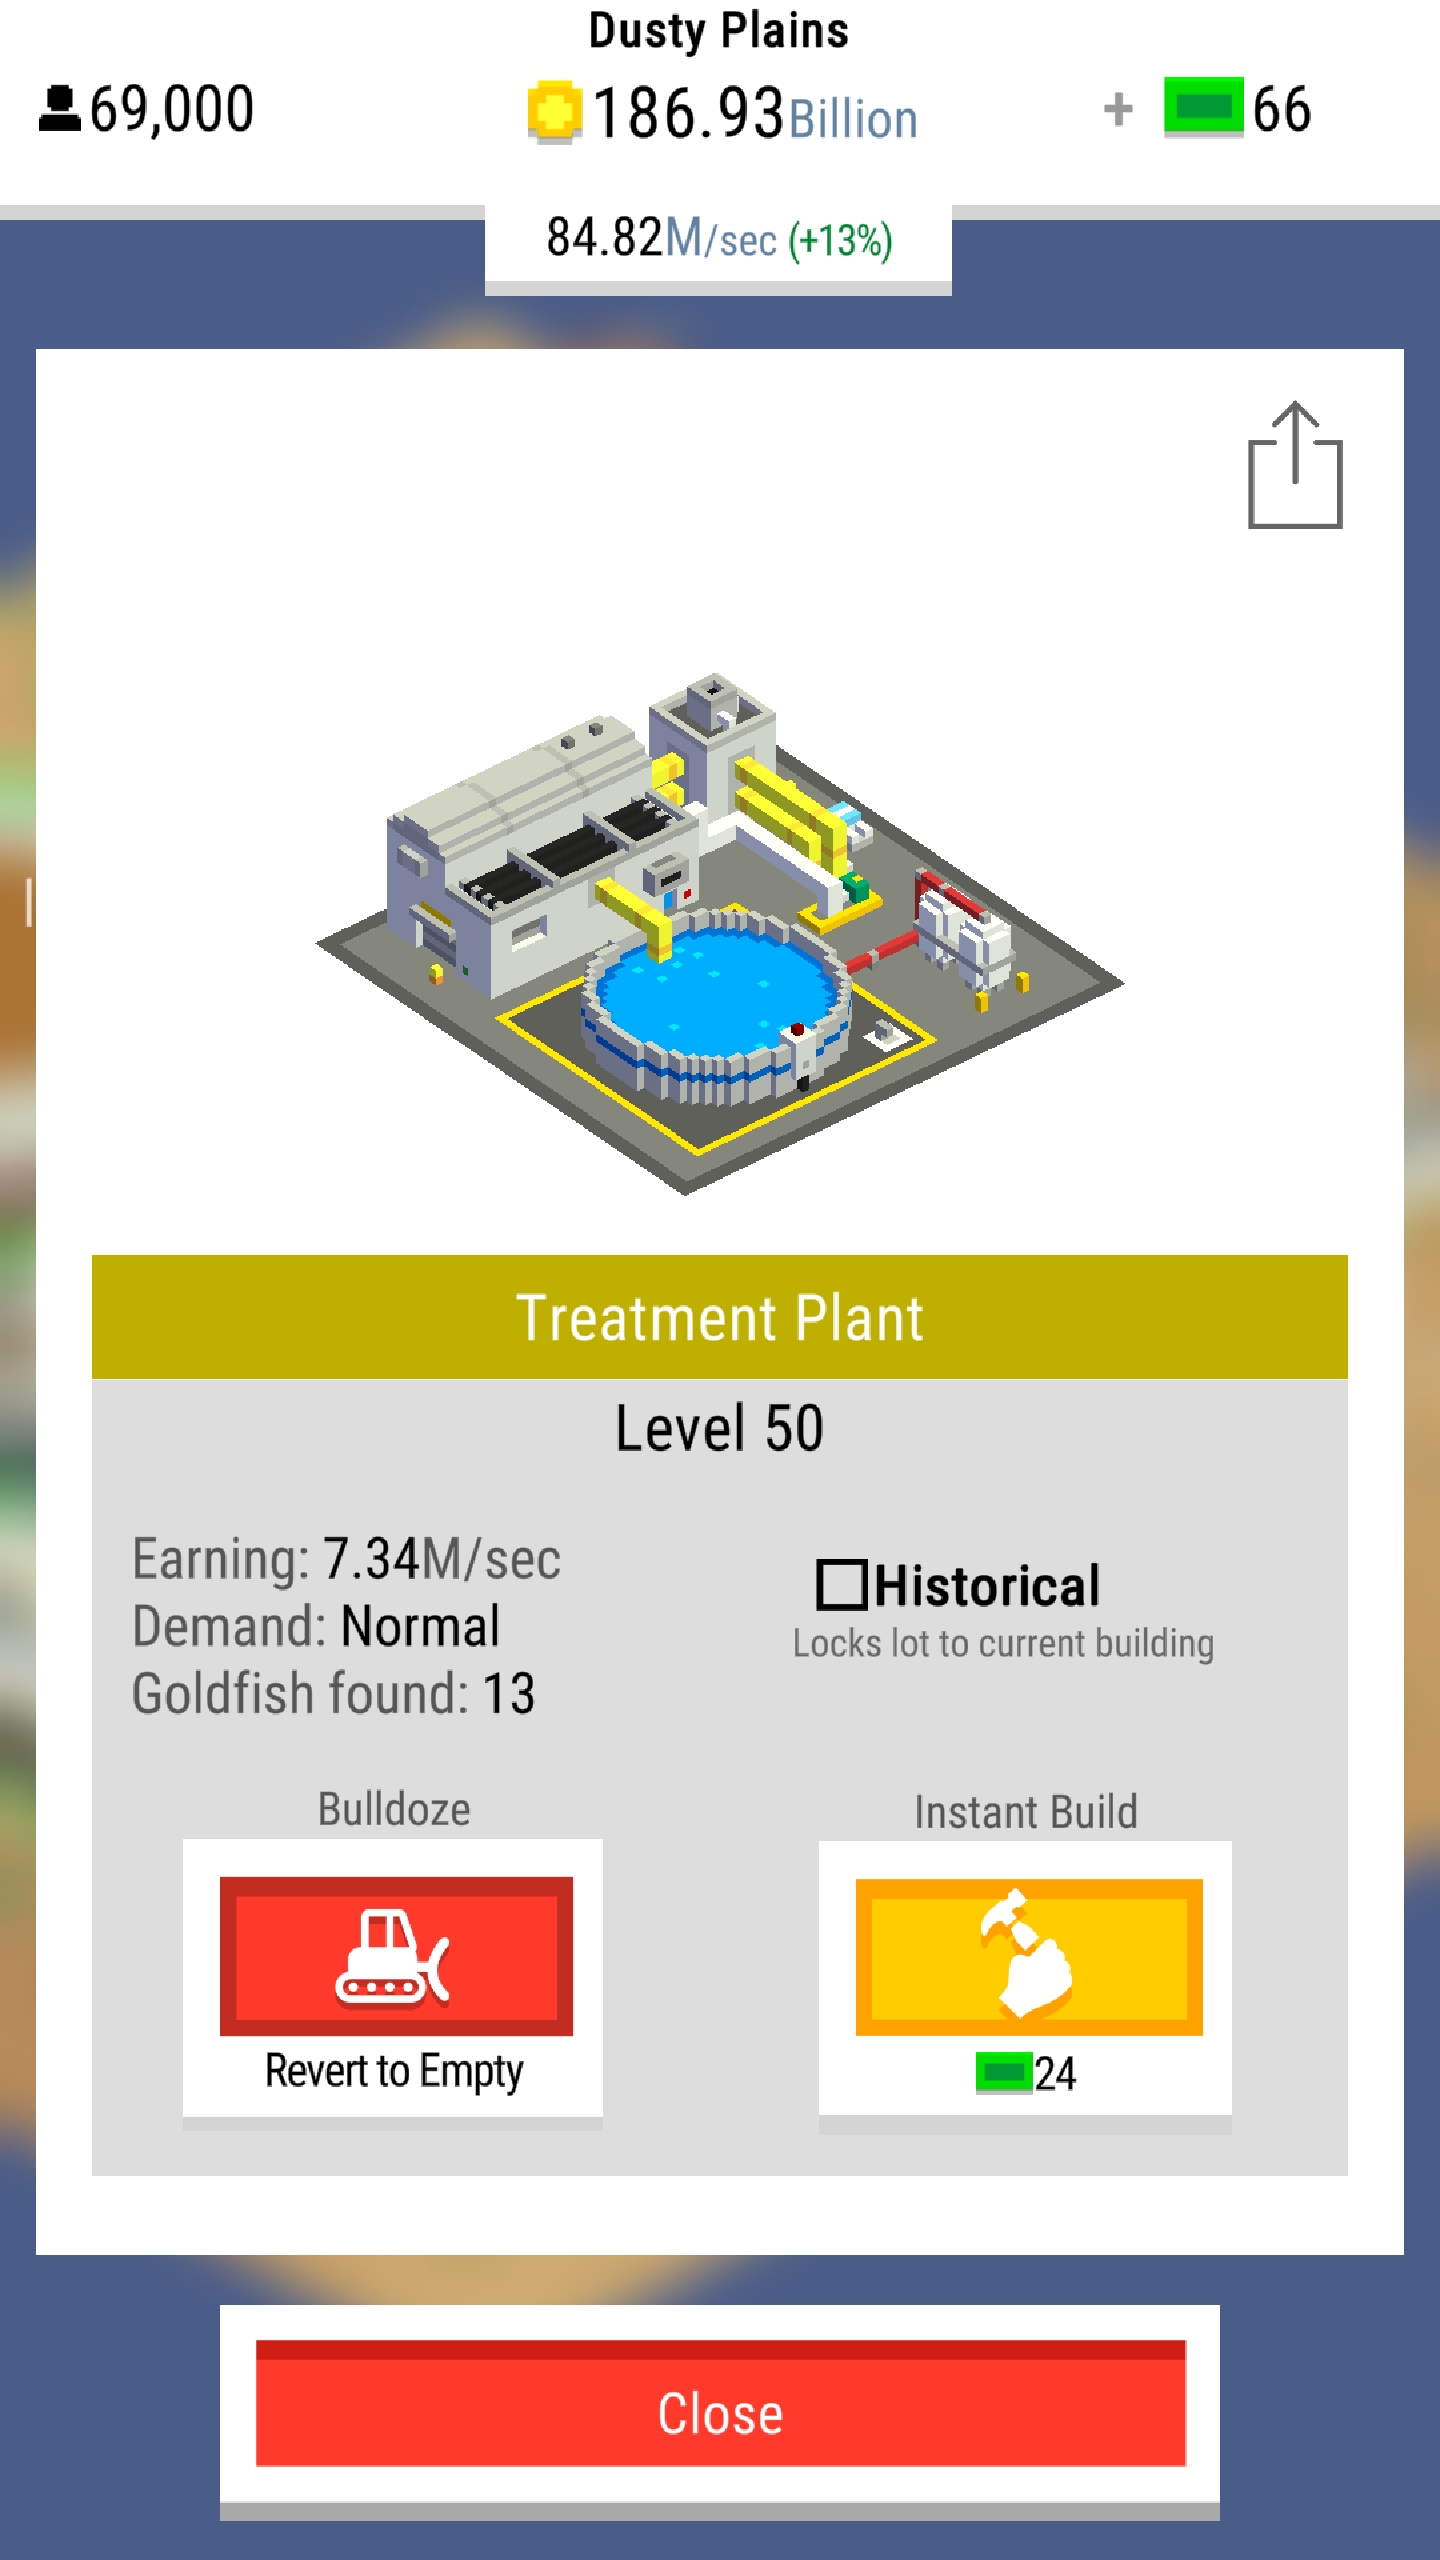 Dusty Plains
69,000
186.93Billion
+ 66
84.82M/sec (+13%)
Treatment Plant
Level 50
Earning: 7.34M/sec
Demand: Normal
Goldfish found: 13
Historical
Locks lot to current building
Bulldoze
Revert to Empty
Instant Build
24
Close